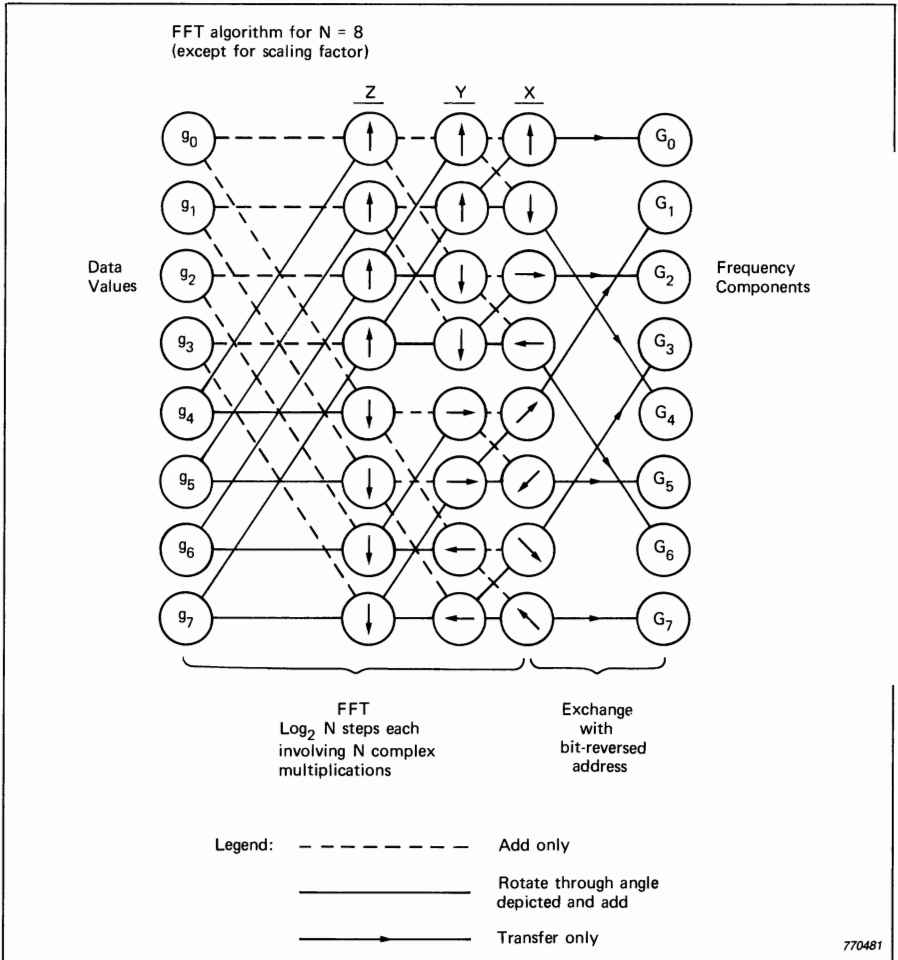 FFT algorithm for N = 8
(except for scaling factor)
Z Y X
g0 G0
g1 G1
Data
Values
g2 G2
Frequency
Components
g3 G3
g4 G4
g5 G5
g6 G6
g7 G7
FFT
Log2 N steps each
involving N complex
multiplications
Exchange
with
bit-reversed
address
Legend: Add only
Rotate through angle
depicted and add
Transfer only
770481